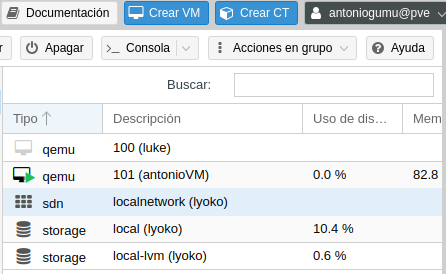 Documentación Crear VM Crear CT antoniogumu@pve
r Apagar Consola Acciones en grupo Ayuda
Buscar:
Tipo Descripción Uso de dis... Mem
qemu 100 (luke)
qemu 101 (antonioVM) 0.0 % 82.8
sdn localnetwork (lyoko)
storage local (lyoko) 10.4 %
storage local-lvm (lyoko) 0.6 %